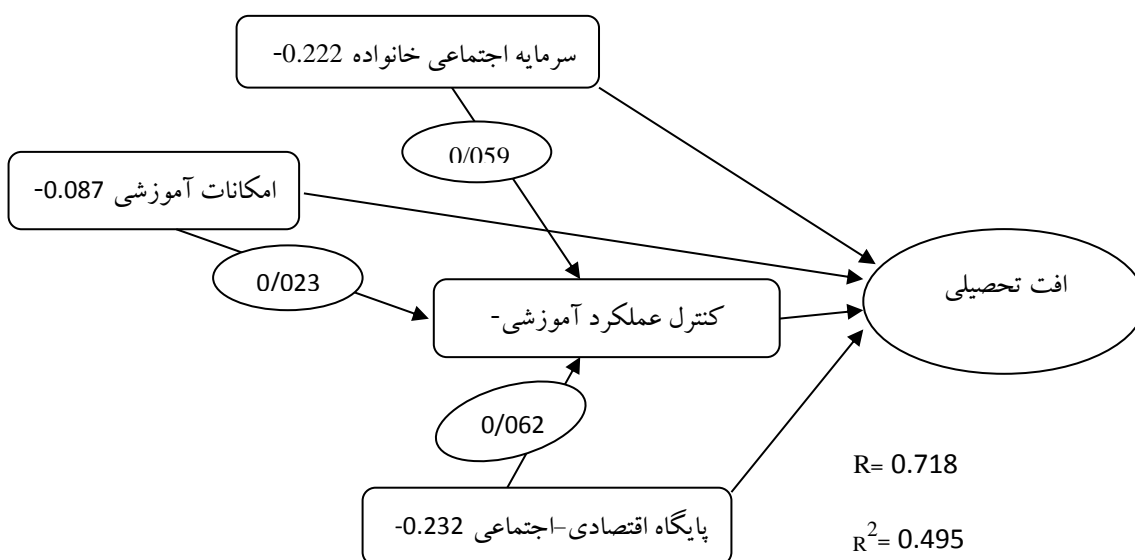 سرمایه اجتماعی خانواده 0.222-
0/059
امکانات آموزشی 0.087-
0/023
افت تحصیلی
کنترل عملکرد آموزشی-
0/062
پایگاه اقتصادی–اجتماعی 0.232-
R= 0.718
R²= 0.495